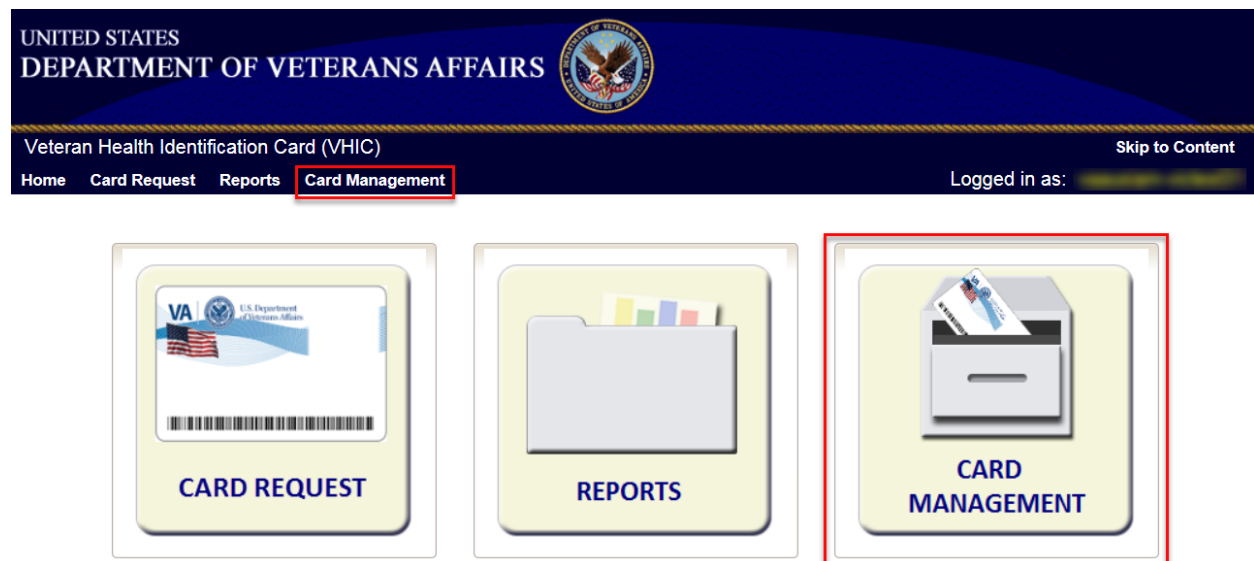 UNITED STATES
DEPARTMENT OF VETERANS AFFAIRS
Veteran Health Identification Card (VHIC)
Skip to Content
Home Card Request Reports Card Management
Logged in as:
VA
U.S. Department
of Veterans Affairs
CARD REQUEST
REPORTS
CARD
MANAGEMENT